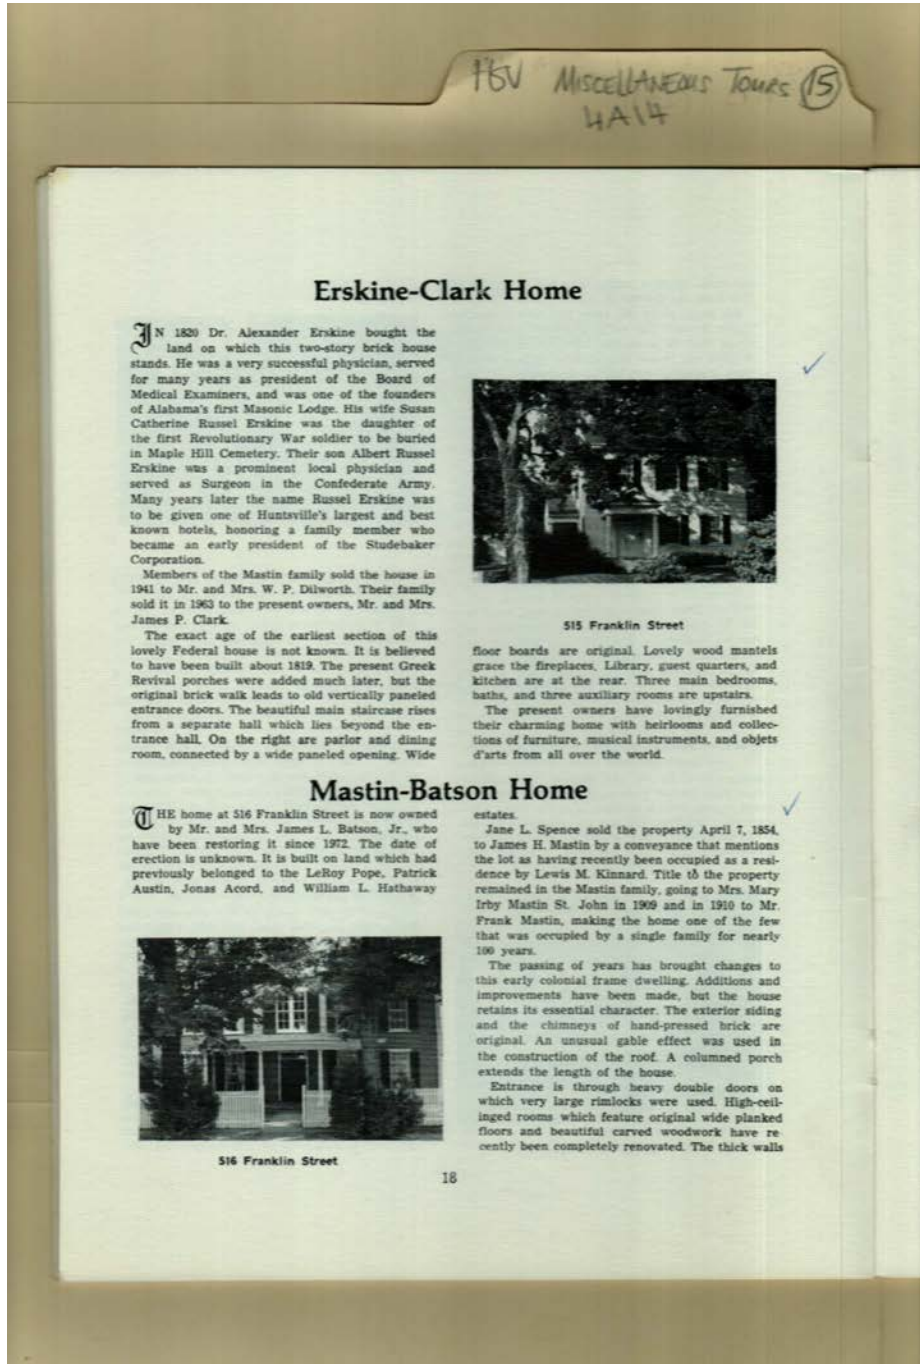 HSV MISCELLANEOUS TOURS 15
4A14
Erskine-Clark Home
IN 1820 Dr. Alexander Erskine bought the
land on which this two-story brick house
stands. He was a very successful physician, served
for many years as president of the Board of
Medical Examiners, and was one of the founders
of Alabama's first Masonic Lodge. His wife Susan
Catherine Russel Erskine was the daughter of
the first Revolutionary War soldier to be buried
in Maple Hill Cemetery. Their son Albert Russel
Erskine was a prominent local physician and
served as Surgeon in the Confederate Army.
Many years later the name Russel Erskine was
to be given one of Huntsville's largest and best
known hotels, honoring a family member who
became an early president of the Studebaker
Corporation.
Members of the Mastin family sold the house in
1941 to Mr. and Mrs. W. P. Dilworth. Their family
sold it in 1963 to the present owners, Mr. and Mrs.
James P. Clark.
The exact age of the earliest section of this
lovely Federal house is not known. It is believed
to have been built about 1819. The present Greek
Revival porches were added much later, but the
original brick walk leads to old vertically paneled
entrance doors. The beautiful main staircase rises
from a separate hall which lies beyond the en-
trance hall. On the right are parlor and dining
room, connected by a wide paneled opening. Wide
515 Franklin Street
floor boards are original. Lovely wood mantels
grace the fireplaces. Library, guest quarters, and
kitchen are at the rear. Three main bedrooms,
baths, and three auxiliary rooms are upstairs.
The present owners have lovingly furnished
their charming home with heirlooms and collec-
tions of furniture, musical instruments, and objets
d'arts from all over the world.
Mastin-Batson Home
THE home at 516 Franklin Street is now owned
by Mr. and Mrs. James L. Batson, Jr., who
have been restoring it since 1972. The date of
erection is unknown. It is built on land which had
previously belonged to the LeRoy Pope, Patrick
Austin, Jonas Acord, and William L. Hathaway
516 Franklin Street
estates.
Jane L. Spence sold the property April 7, 1854,
to James H. Mastin by a conveyance that mentions
the lot as having recently been occupied as a resi-
dence by Lewis M. Kinnard. Title to the property
remained in the Mastin family, going to Mrs. Mary
Irby Mastin St. John in 1909 and in 1910 to Mr.
Frank Mastin, making the home one of the few
that was occupied by a single family for nearly
100 years.
The passing of years has brought changes to
this early colonial frame dwelling. Additions and
improvements have been made, but the house
retains its essential character. The exterior siding
and the chimneys of hand-pressed brick are
original. An unusual gable effect was used in
the construction of the roof. A columned porch
extends the length of the house.
Entrance is through heavy double doors on
which very large rimlocks were used. High-ceil-
inged rooms which feature original wide planked
floors and beautiful carved woodwork have re
cently been completely renovated. The thick walls
18